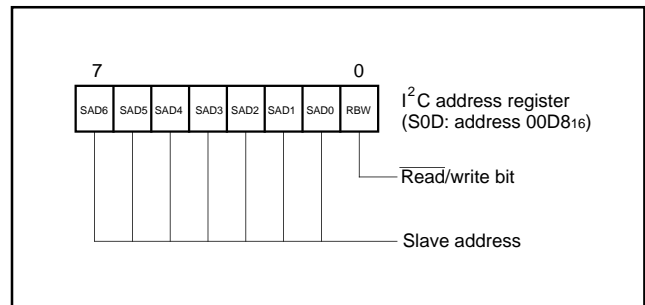 7 0
SAD6 SAD5 SAD4 SAD3 SAD2 SAD1 SAD0 RBW
I²C address register
(S0D: address 00D8₁₆)
Read/write bit
Slave address